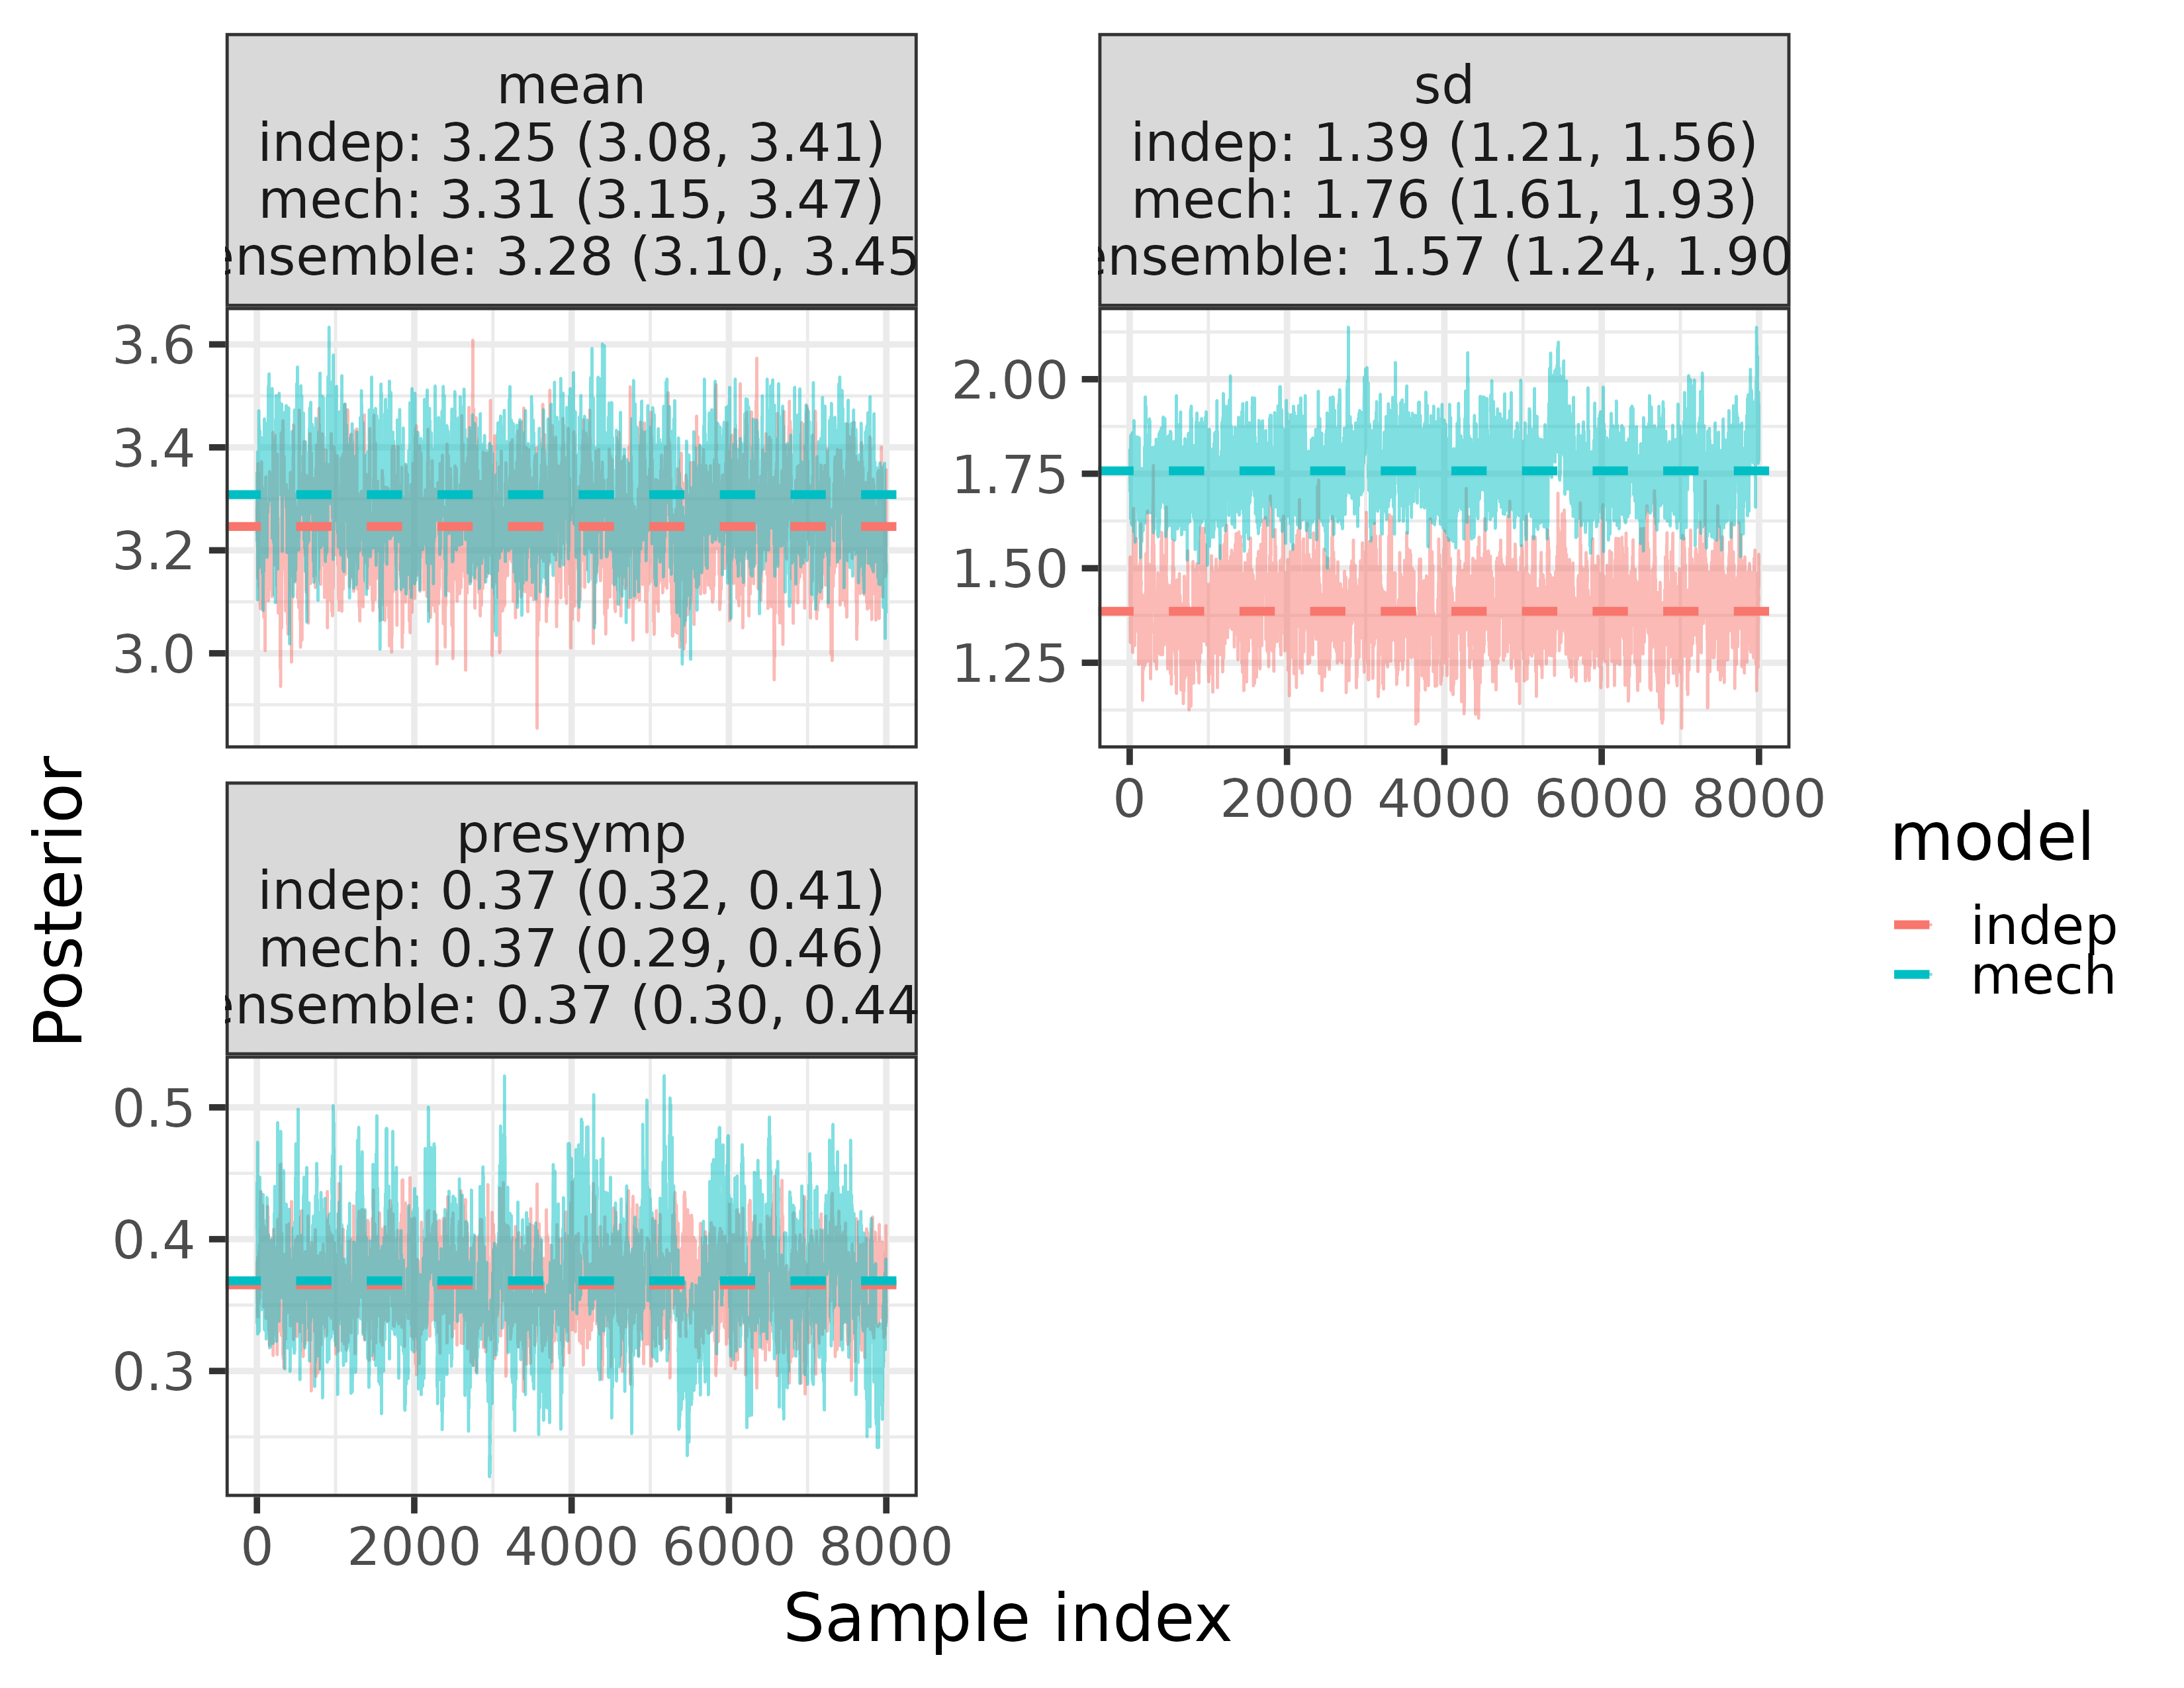 mean
indep: 3.25 (3.08, 3.41)
mech: 3.31 (3.15, 3.47)
ensemble: 3.28 (3.10, 3.45
3.6
3.4
3.2
3.0
sd
indep: 1.39 (1.21, 1.56)
mech: 1.76 (1.61, 1.93)
ensemble: 1.57 (1.24, 1.90
2.00
1.75
1.50
1.25
0 2000 4000 6000 8000
presymp
indep: 0.37 (0.32, 0.41)
mech: 0.37 (0.29, 0.46)
ensemble: 0.37 (0.30, 0.44
0.5
0.4
0.3
0 2000 4000 6000 8000
Posterior
Sample index
model
indep
mech